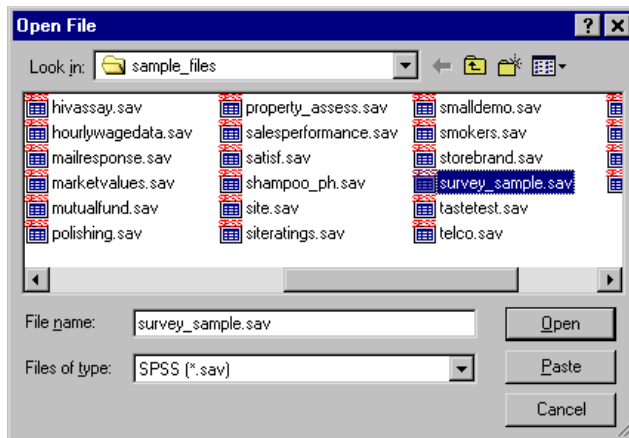 Open File
Look in: sample_files
hivassay.sav property_assess.sav smalldemo.sav
hourlywagedata.sav salesperformance.sav smokers.sav
mailresponse.sav satisf.sav storebrand.sav
marketvalues.sav shampoo_ph.sav survey_sample.sav
mutualfund.sav site.sav tastetest.sav
polishing.sav siteratings.sav telco.sav
File name: survey_sample.sav Open
Files of type: SPSS (*.sav) Paste
Cancel